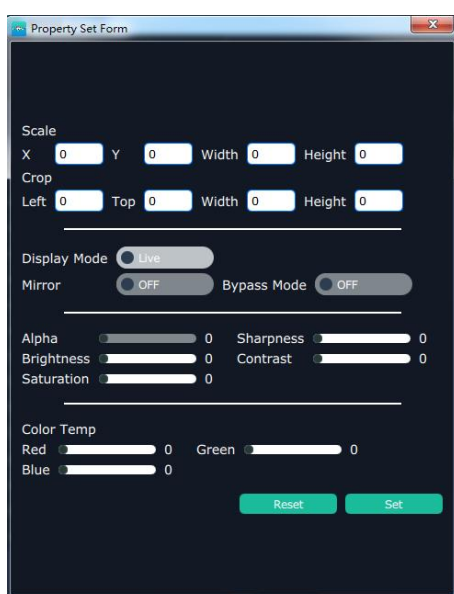 Property Set Form
Scale
X 0 Y 0 Width 0 Height 0
Crop
Left 0 Top 0 Width 0 Height 0
Display Mode Live
Mirror OFF Bypass Mode OFF
Alpha 0 Sharpness 0
Brightness 0 Contrast 0
Saturation 0
Color Temp
Red 0 Green 0
Blue 0
Reset Set